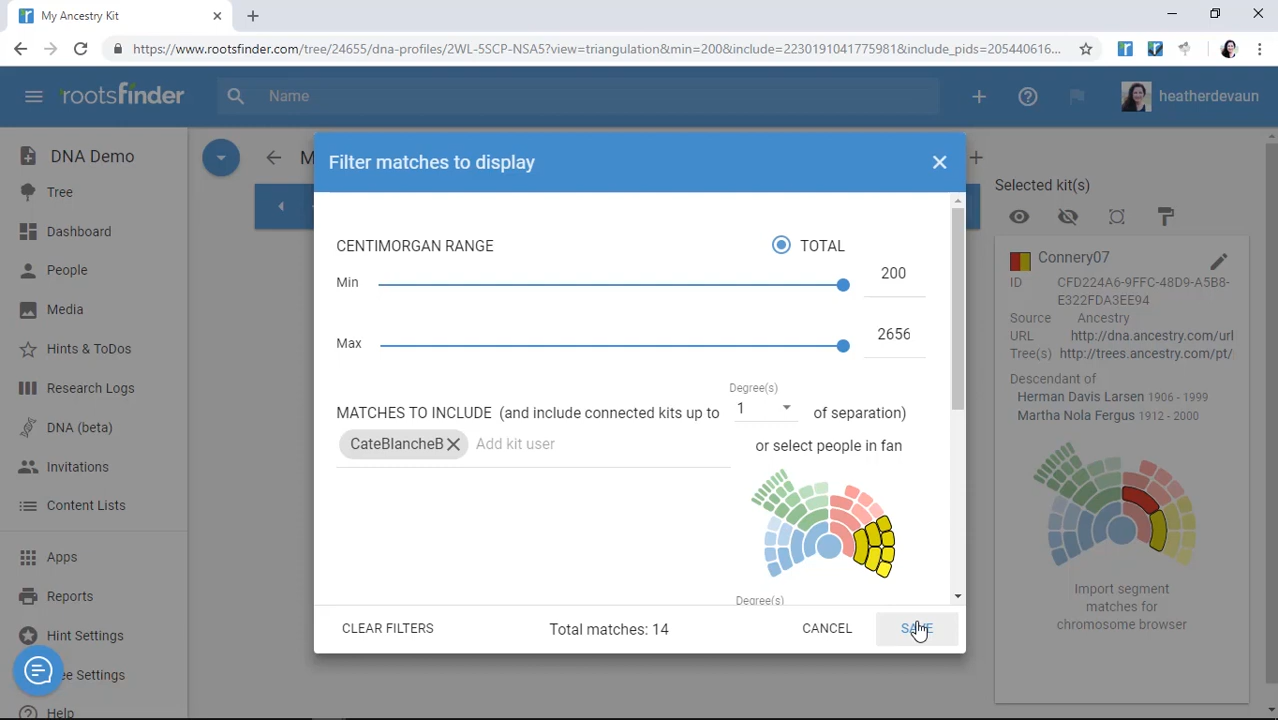 My Ancestry Kit
https://www.rootsfinder.com/tree/24655/dna-profiles/2WL-5SCP-NSA5?view=triangulation&min=200&include=2230191041775981&include_pids=205440616...
rootsfinder
Name
heatherdevaun
DNA Demo
Tree
Dashboard
People
Media
Hints & ToDos
Research Logs
DNA (beta)
Invitations
Content Lists
Apps
Reports
Hint Settings
Settings
Help
M
Filter matches to display
CENTIMORGAN RANGE
TOTAL
Min
200
Max
2656
Degree(s)
MATCHES TO INCLUDE (and include connected kits up to 1 of separation)
CateBlancheB
Add kit user
or select people in fan
Degree(s)
CLEAR FILTERS
Total matches: 14
CANCEL
SAVE
Selected kit(s)
Connery07
ID CFD224A6-9FFC-48D9-A5B8-
E322FDA3EE94
Source Ancestry
URL http://dna.ancestry.com/url
Tree(s) http://trees.ancestry.com/pt/
Descendant of
Herman Davis Larsen 1906 - 1999
Martha Nola Fergus 1912 - 2000
Import segment
matches for
chromosome browser